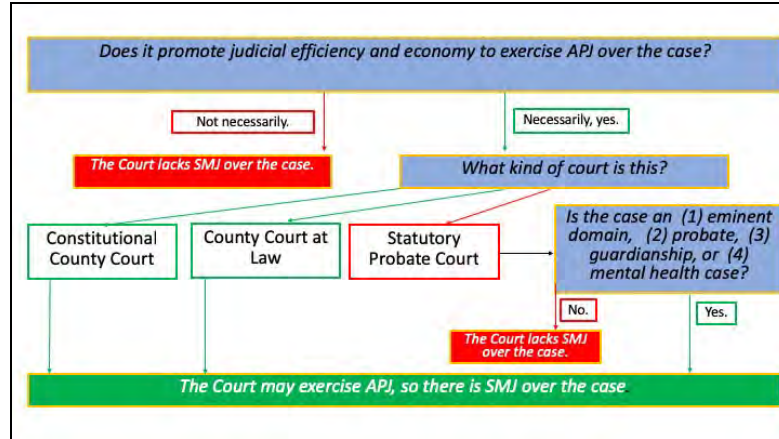 Does it promote judicial efficiency and economy to exercise APJ over the case?
Not necessarily.
Necessarily, yes.
The Court lacks SMJ over the case.
What kind of court is this?
Constitutional
County Court
County Court at
Law
Statutory
Probate Court
Is the case an (1) eminent
domain, (2) probate, (3)
guardianship, or (4)
mental health case?
No.
Yes.
The Court lacks SMJ
over the case.
The Court may exercise APJ, so there is SMJ over the case